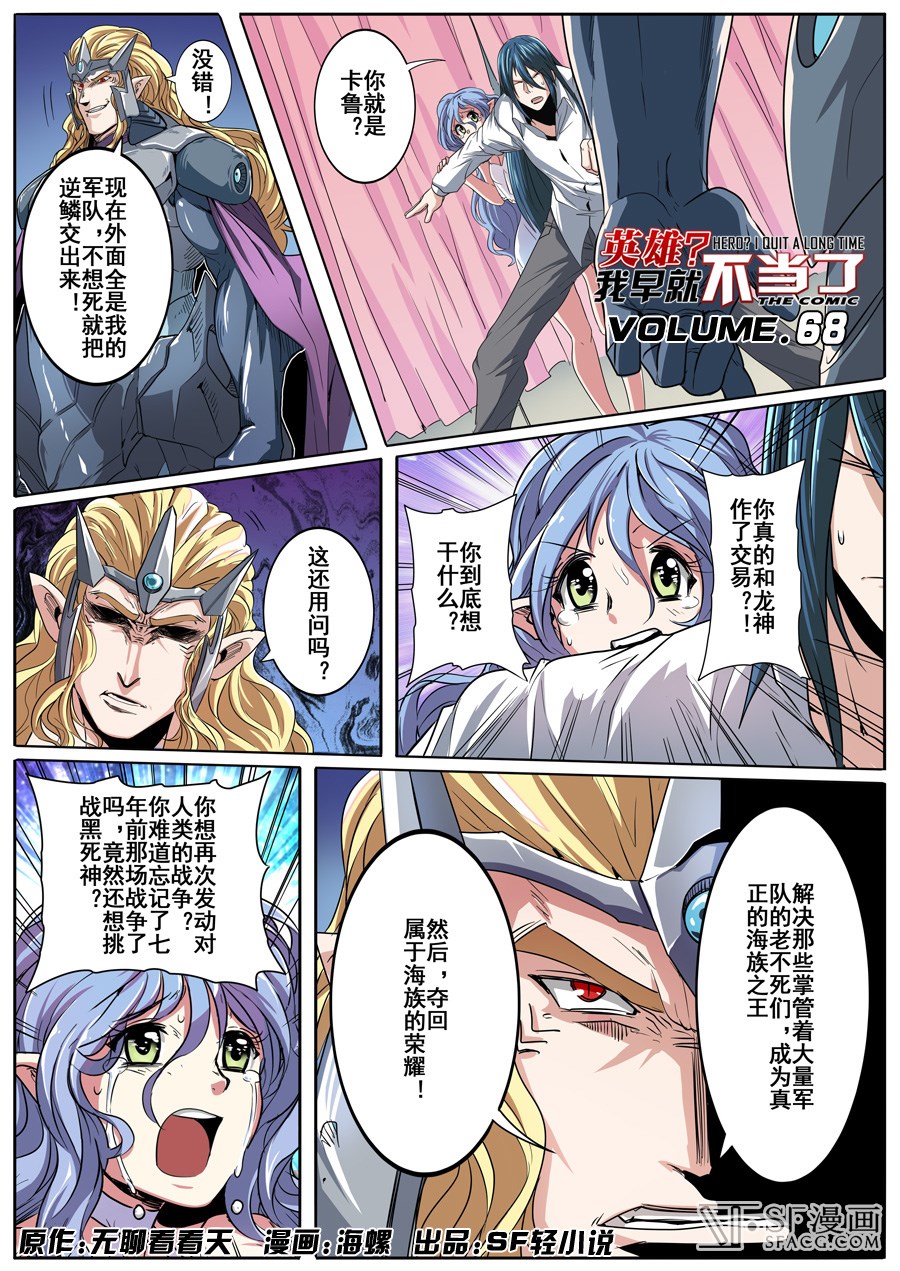 你就是
卡鲁？
没错！
现在外面全是我的
军队，不想死就把
逆鳞交出来！
英雄？
HERO? I QUIT A LONG TIME
我早就不当了
THE COMIC
VOLUME.68
你真的和龙神
作了交易？！
你到底想
干什么？
这还用问吗？
解决那些掌管着大量军
队的老不死们，成为真
正的海族之王
然后，夺回
属于海族的荣耀！
你想再次发动对
人类的战争？
你难道忘记了七
年前那场战争了
吗，竟然还想挑
战黑死神？
原作:无聊看看天 漫画:海螺 出品:SF轻小说
SF漫画
SFACG.COM